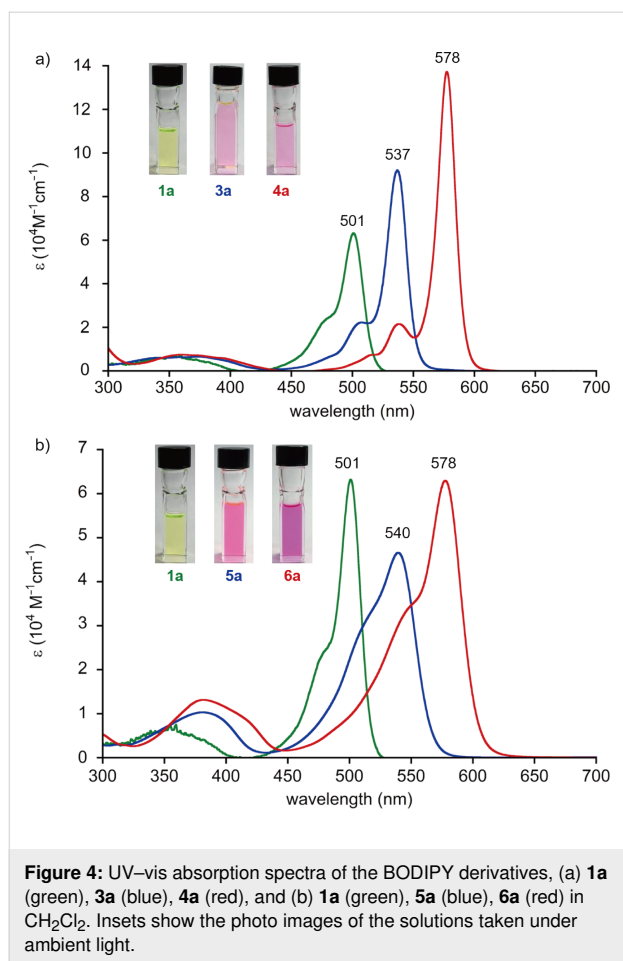 a)
578
14
12
10
8
6
4
2
0
ε (10⁴M⁻¹cm⁻¹)
1a 3a 4a
537
501
300 350 400 450 500 550 600 650 700
wavelength (nm)
b)
7
6
5
4
3
2
1
0
ε (10⁴ M⁻¹cm⁻¹)
1a 5a 6a
501 578
540
300 350 400 450 500 550 600 650 700
wavelength (nm)
Figure 4: UV–vis absorption spectra of the BODIPY derivatives, (a) 1a
(green), 3a (blue), 4a (red), and (b) 1a (green), 5a (blue), 6a (red) in
CH₂Cl₂. Insets show the photo images of the solutions taken under
ambient light.